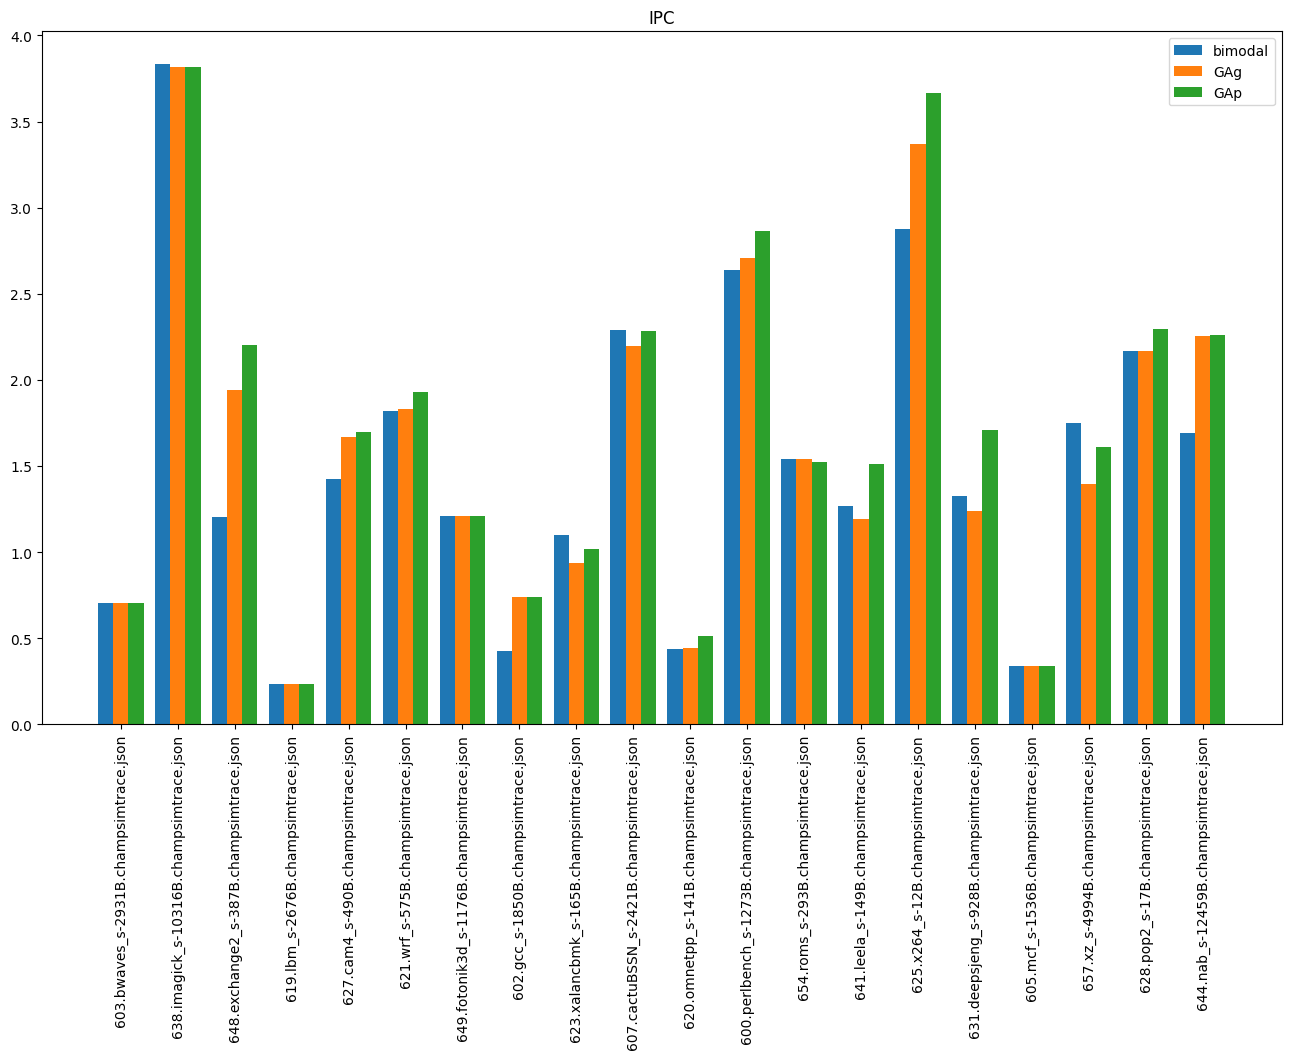 IPC
4.0
3.5
3.0
2.5
2.0
1.5
1.0
0.5
0.0
bimodal
GAg
GAp
603.bwaves_s-2931B.champsimtrace.json
638.imagick_s-10316B.champsimtrace.json
648.exchange2_s-387B.champsimtrace.json
619.lbm_s-2676B.champsimtrace.json
627.cam4_s-490B.champsimtrace.json
621.wrf_s-575B.champsimtrace.json
649.fotonik3d_s-1176B.champsimtrace.json
602.gcc_s-1850B.champsimtrace.json
623.xalancbmk_s-165B.champsimtrace.json
607.cactuBSSN_s-2421B.champsimtrace.json
620.omnetpp_s-141B.champsimtrace.json
600.perlbench_s-1273B.champsimtrace.json
654.roms_s-293B.champsimtrace.json
641.leela_s-149B.champsimtrace.json
625.x264_s-12B.champsimtrace.json
631.deepsjeng_s-928B.champsimtrace.json
605.mcf_s-1536B.champsimtrace.json
657.xz_s-4994B.champsimtrace.json
628.pop2_s-17B.champsimtrace.json
644.nab_s-12459B.champsimtrace.json